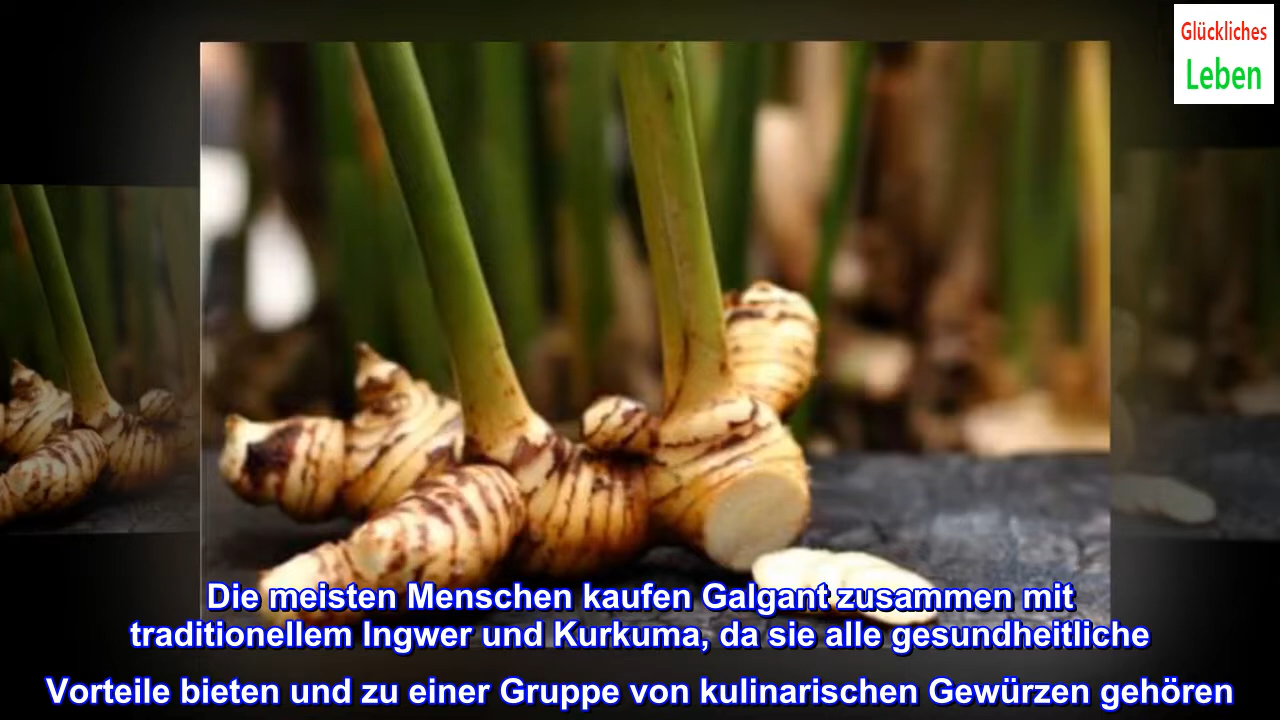 Glückliches
Leben
Die meisten Menschen kaufen Galgant zusammen mit
traditionellem Ingwer und Kurkuma, da sie alle gesundheitliche
Vorteile bieten und zu einer Gruppe von kulinarischen Gewürzen gehören